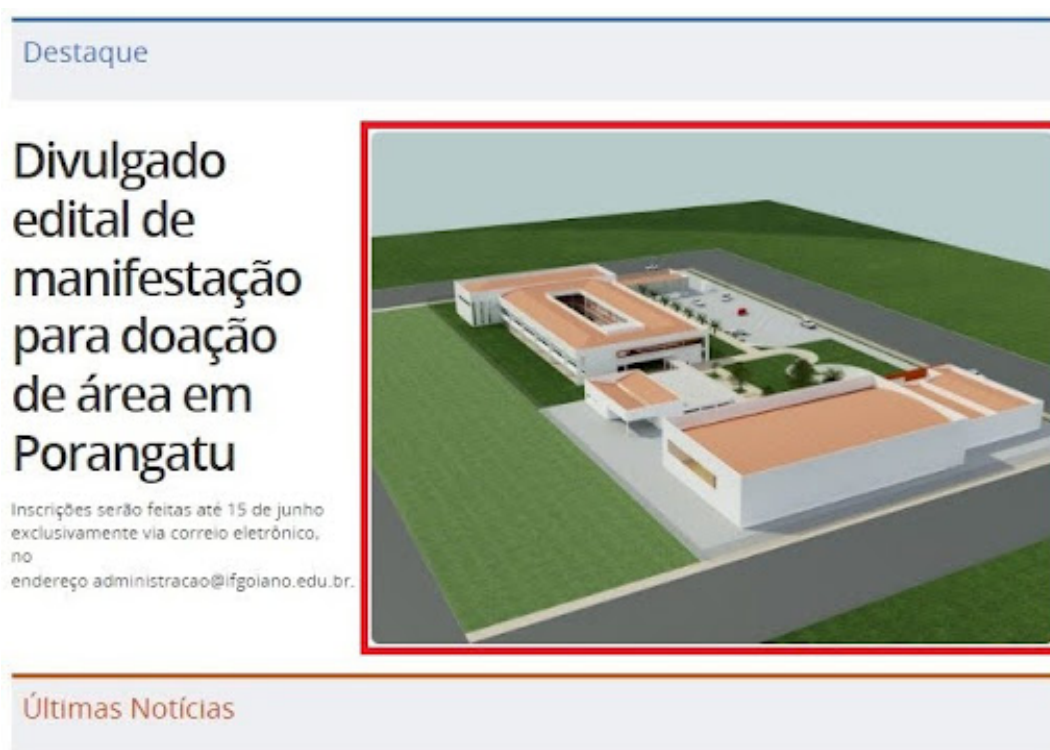 Destaque
Divulgado
edital de
manifestação
para doação
de área em
Porangatu
Inscrições serão feitas até 15 de junho
exclusivamente via correio eletrônico,
no
endereço administracao@ifgoiano.edu.br.
Últimas Notícias